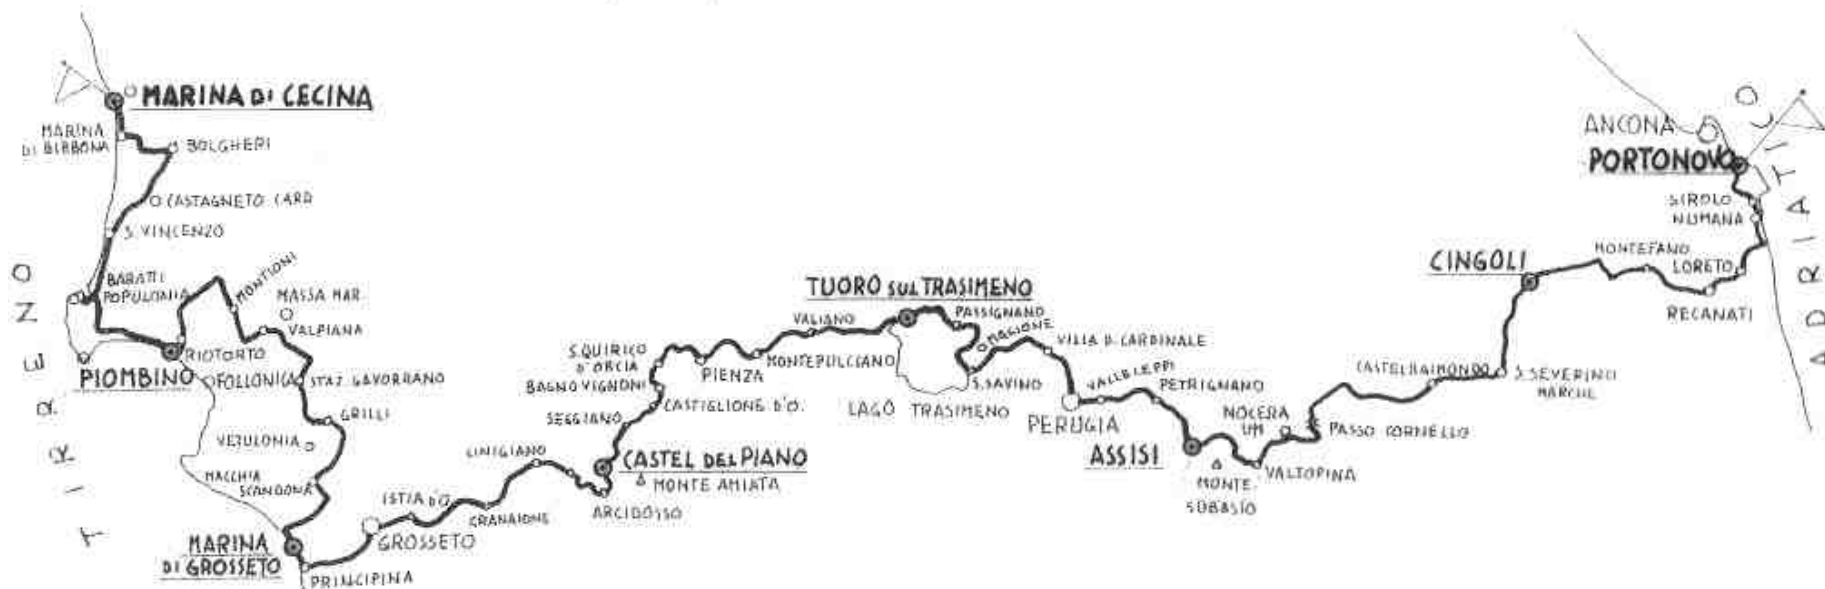 MARINA DI CECINA
MARINA
DI BIBBONA
BOLGHERI
CASTAGNETO CARD
S. VINCENZO
BARATTI
POPULONIA
MONTIONI
MASSA MAR.
VALPIANA
RIOTORTO
PIOMBINO
FOLLONICA
STAZ. GAVORRANO
GRILLI
VETULONIA
MACCHIA
SCANDONA
MARINA
DI GROSSETO
PRINCIPINA
GROSSETO
ISTIA d'O.
GRANAIONE
CINIGIANO
ARCIDOSSO
CASTEL DEL PIANO
MONTE AMIATA
SEGGIANO
CASTIGLIONE D'O.
BAGNO VIGNONI
S. QUIRICO
D'ORCIA
PIENZA
MONTEPULCIANO
VALIANO
TUORO SUL TRASIMENO
PASSIGNANO
MAGIONE
S. SAVINO
LAGO TRASIMENO
VILLA D. CARDINALE
PERUGIA
VALLELEPPI
PETRIGNANO
ASSISI
MONTE
SUBASIO
NOCERA
UM
VALTOPINA
PASSO CORNELLO
CASTELRAIMONDO
S. SEVERINO
MARCHE
CINGOLI
MONTEFANO
RECANATI
LORETO
SIROLO
NUMANA
ANCONA
PORTONOVO
TIRRENO
ADRIATICO